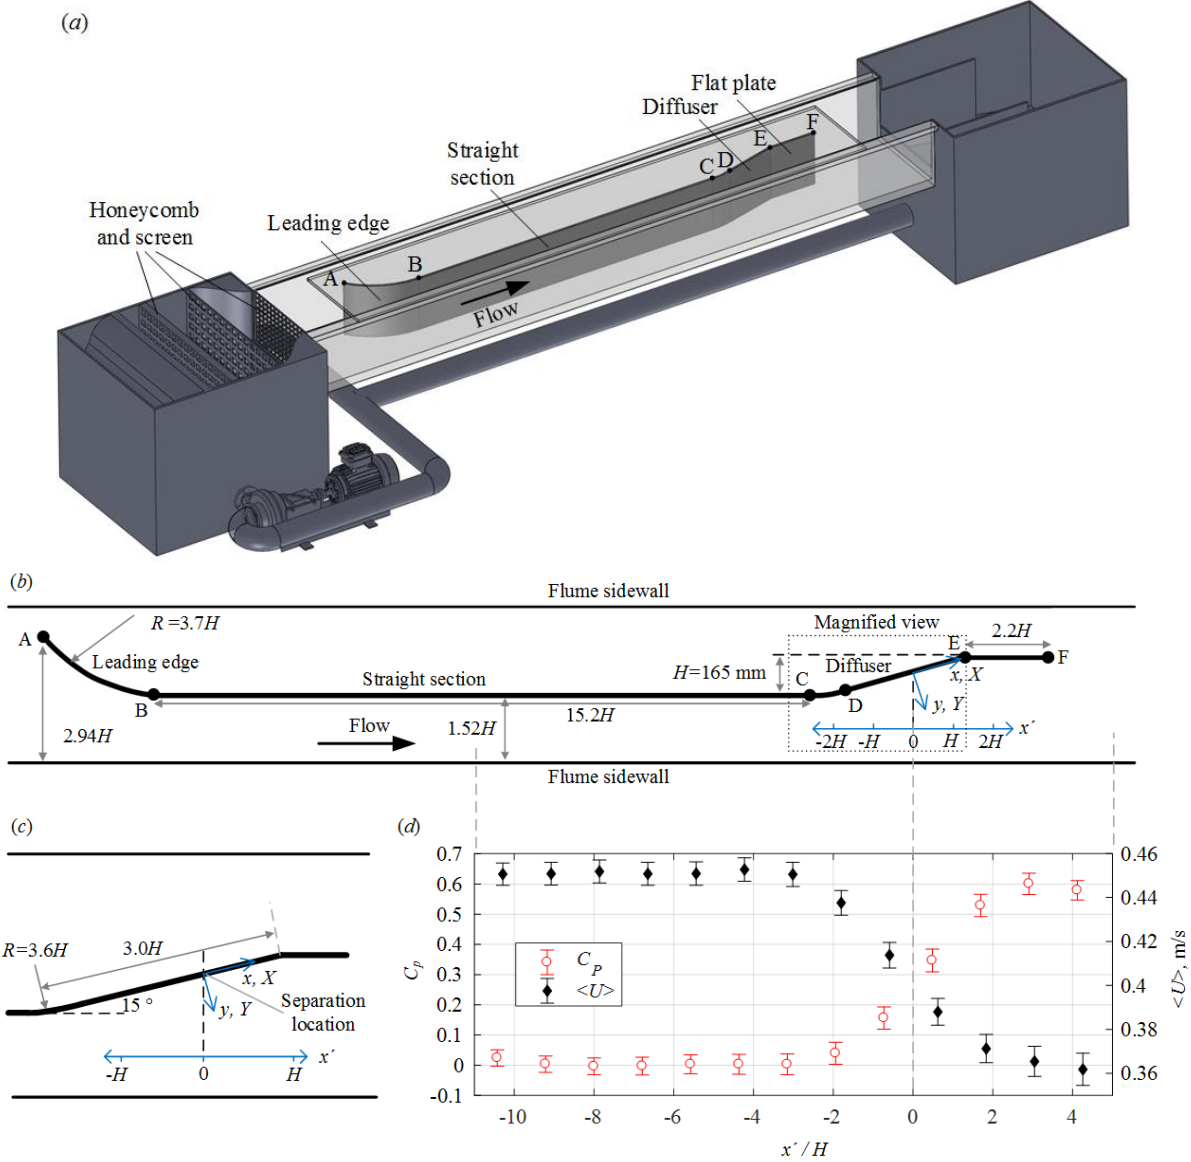 (a)
Flat plate
Diffuser
F
E
Straight
section
C
D
Honeycomb
and screen
Leading edge
A
B
Flow
(b)
Flume sidewall
A
R =3.7H
Leading edge
B
Straight section
2.94H
Flow
1.52H
15.2H
Magnified view
H=165 mm
C
Diffuser
D
E
2.2H
F
x, X
y, Y
-2H
-H
0
H
2H
x´
Flume sidewall
(c)
R=3.6H
3.0H
15 °
x, X
y, Y
Separation
location
-H
0
H
x´
(d)
0.7
0.6
0.5
0.4
0.3
0.2
0.1
0
-0.1
Cp
CP
<U>
0.46
0.44
0.42
0.4
0.38
0.36
<U>, m/s
-10
-8
-6
-4
-2
0
2
4
x´ / H